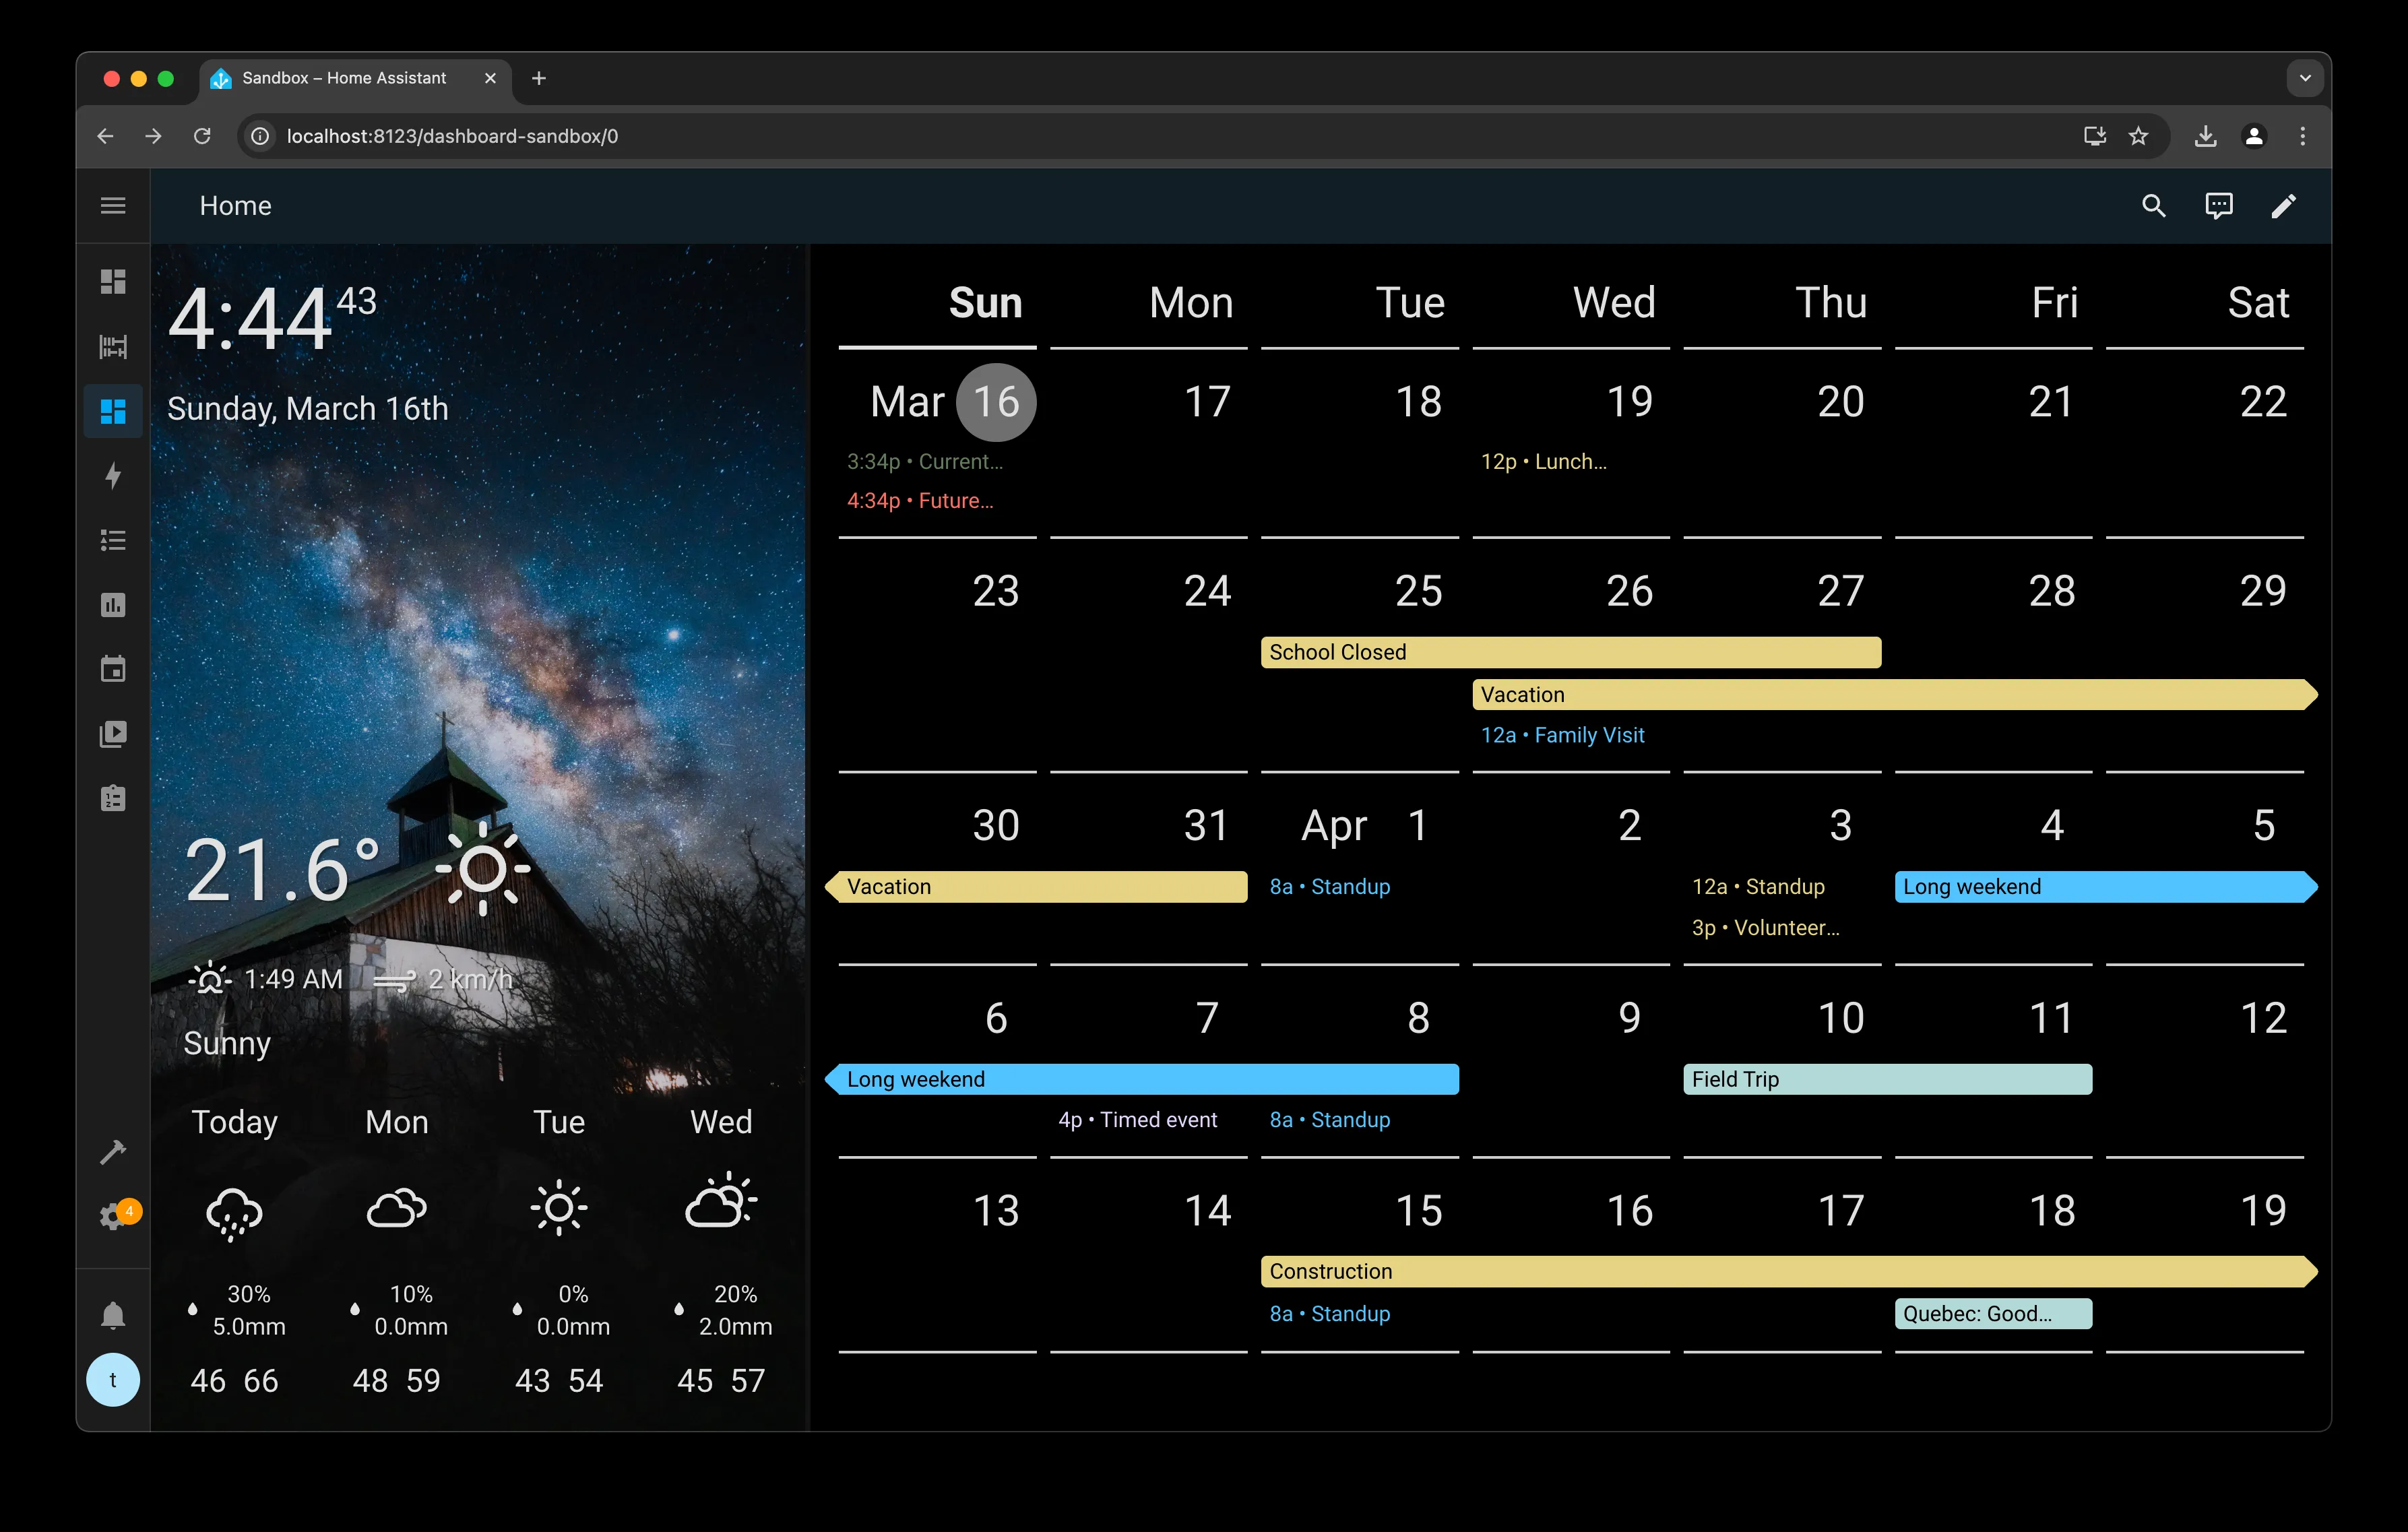 Sandbox – Home Assistant
localhost:8123/dashboard-sandbox/0
Home
4:44 43
Sunday, March 16th
21.6°
1:49 AM 2 km/h
Sunny
Today Mon Tue Wed
30% 10% 0% 20%
5.0mm 0.0mm 0.0mm 2.0mm
46 66 48 59 43 54 45 57
4
t
Sun Mon Tue Wed Thu Fri Sat
Mar 16 17 18 19 20 21 22
3:34p • Current… 12p • Lunch…
4:34p • Future…
23 24 25 26 27 28 29
School Closed
Vacation
12a • Family Visit
30 31 Apr 1 2 3 4 5
Vacation 8a • Standup 12a • Standup Long weekend
3p • Volunteer…
6 7 8 9 10 11 12
Long weekend Field Trip
4p • Timed event 8a • Standup
13 14 15 16 17 18 19
Construction
8a • Standup Quebec: Good…